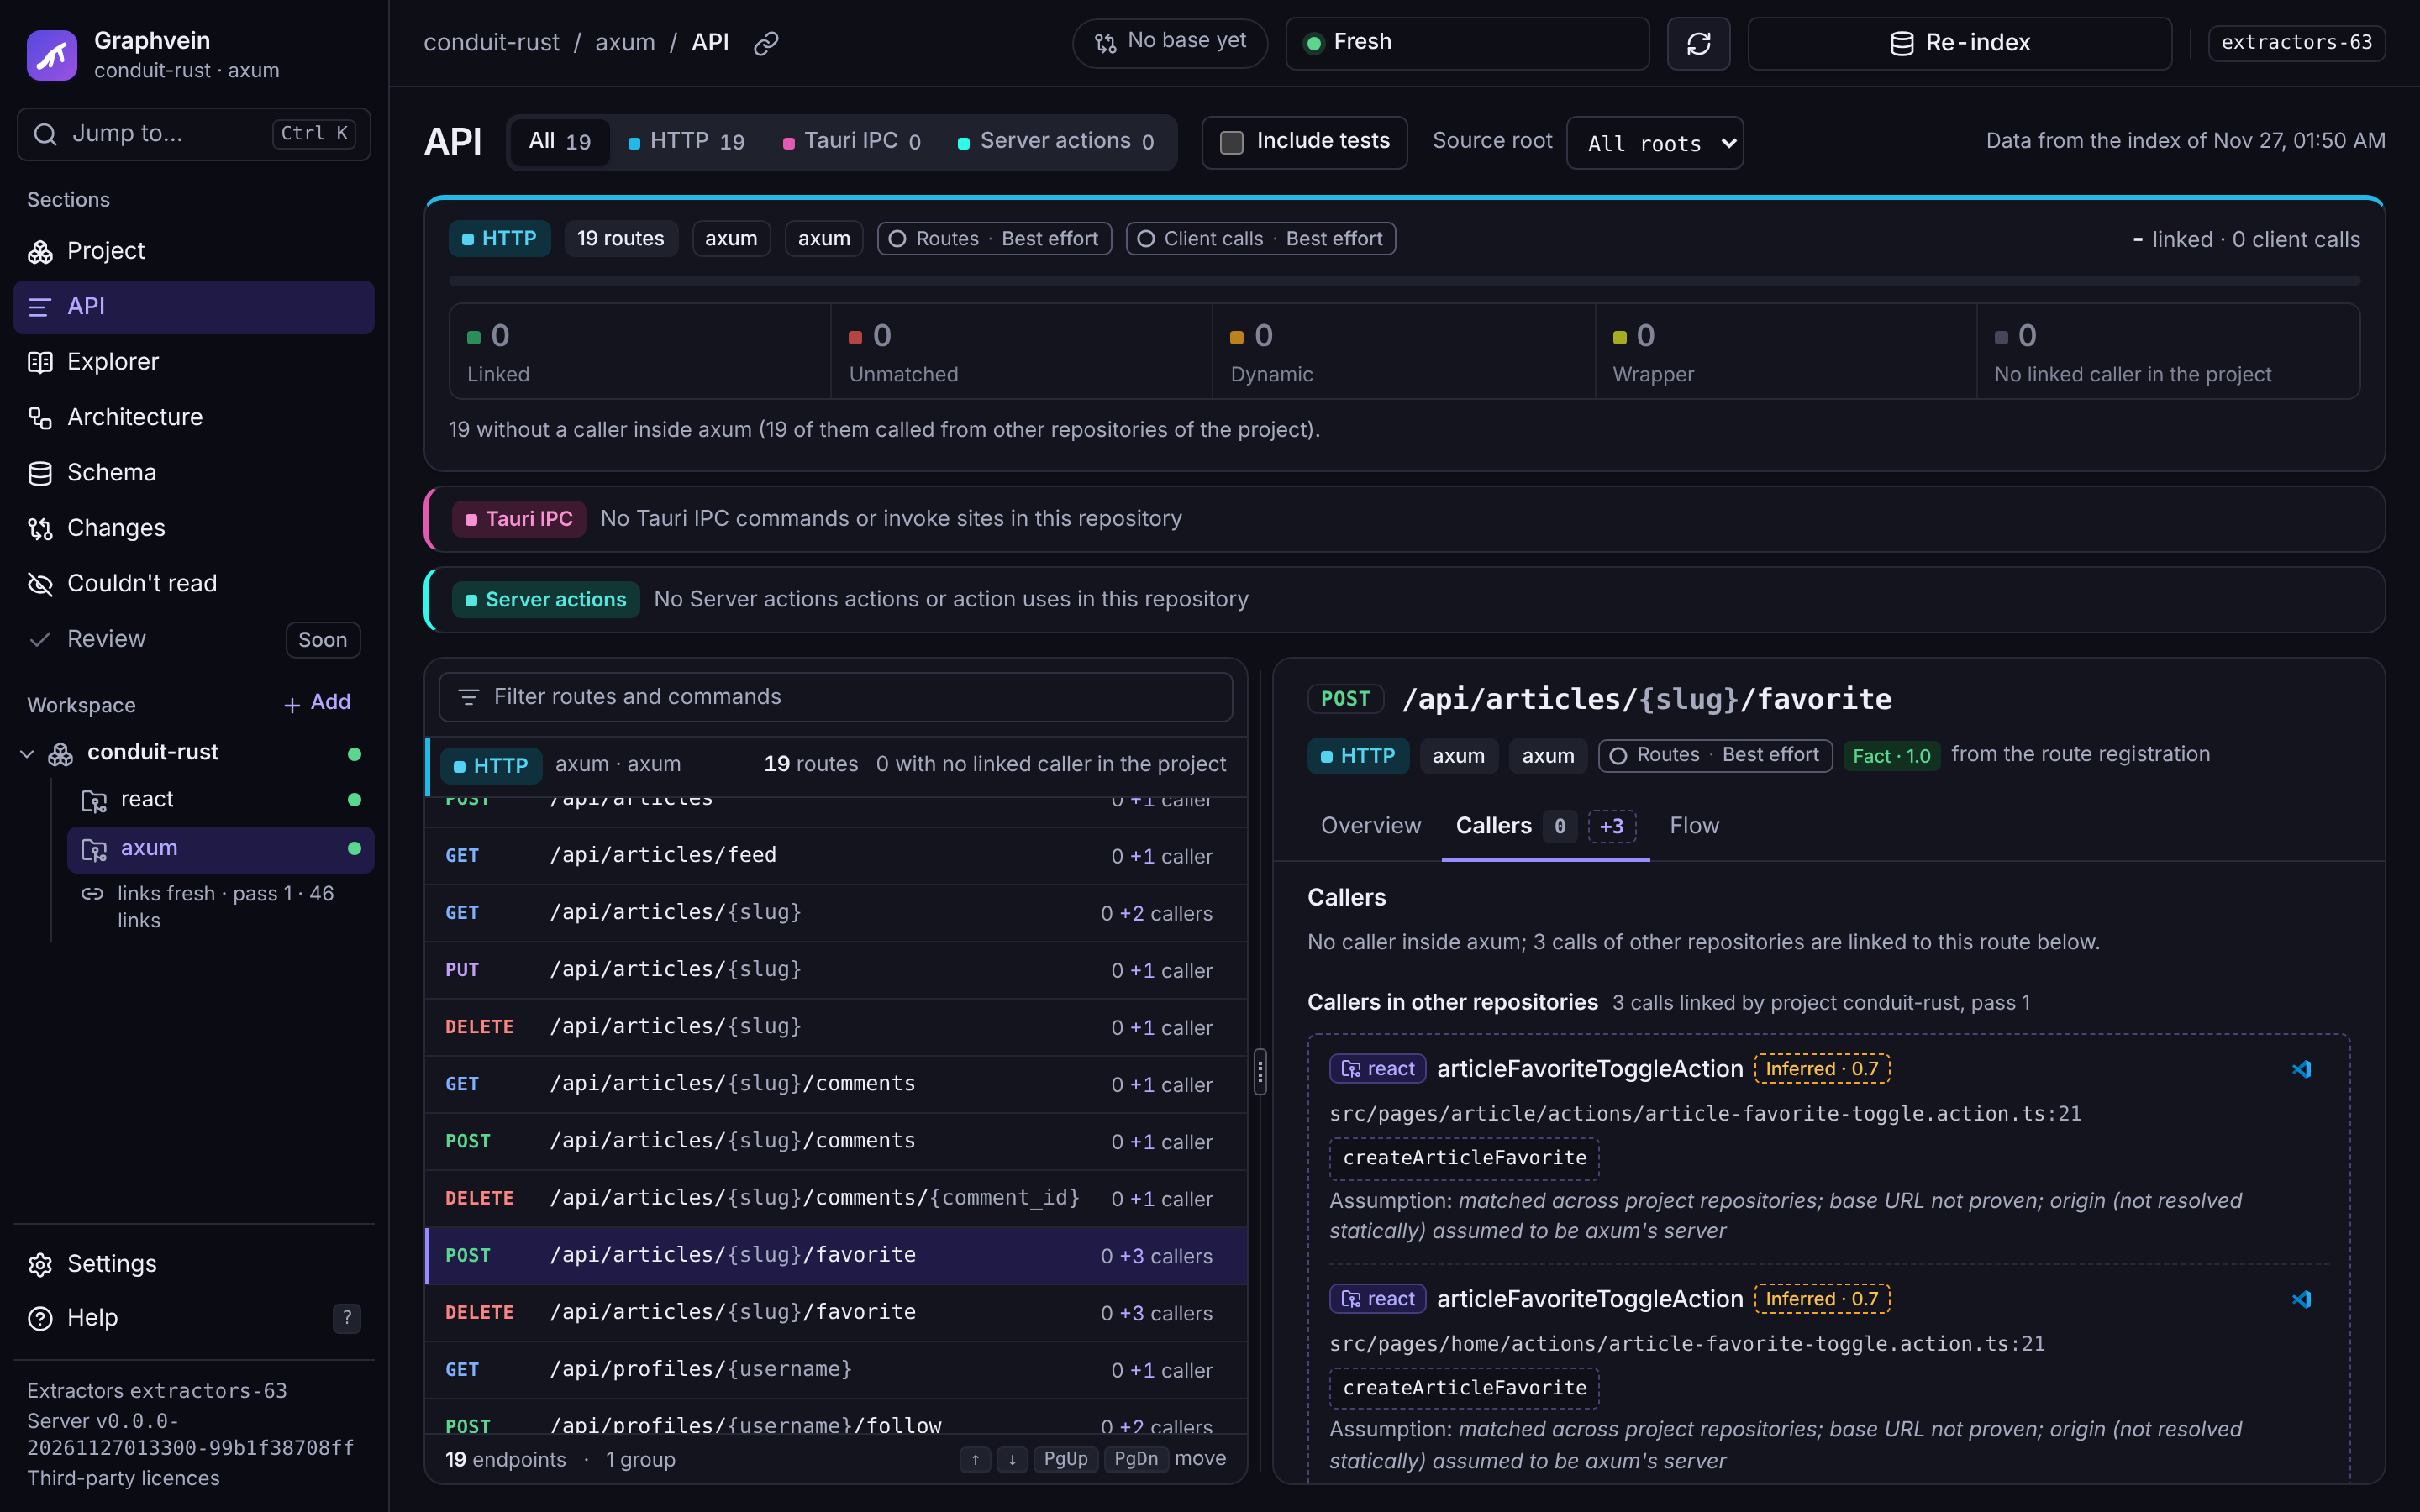 Graphvein
conduit-rust · axum
Jump to...
Ctrl K
Sections
Project
API
Explorer
Architecture
Schema
Changes
Couldn't read
Review
Soon
Workspace
+ Add
conduit-rust
react
axum
links fresh · pass 1 · 46
links
Settings
Help
?
Extractors extractors-63
Server v0.0.0-
20261127013300-99b1f38708ff
Third-party licences
conduit-rust / axum / API
No base yet
Fresh
Re-index
extractors-63
API
All 19
HTTP 19
Tauri IPC 0
Server actions 0
Include tests
Source root
All roots
Data from the index of Nov 27, 01:50 AM
HTTP
19 routes
axum
axum
Routes · Best effort
Client calls · Best effort
- linked · 0 client calls
0
Linked
0
Unmatched
0
Dynamic
0
Wrapper
0
No linked caller in the project
19 without a caller inside axum (19 of them called from other repositories of the project).
Tauri IPC
No Tauri IPC commands or invoke sites in this repository
Server actions
No Server actions actions or action uses in this repository
Filter routes and commands
HTTP axum · axum 19 routes 0 with no linked caller in the project
POST /api/articles 0 +1 caller
GET /api/articles/feed 0 +1 caller
GET /api/articles/{slug} 0 +2 callers
PUT /api/articles/{slug} 0 +1 caller
DELETE /api/articles/{slug} 0 +1 caller
GET /api/articles/{slug}/comments 0 +1 caller
POST /api/articles/{slug}/comments 0 +1 caller
DELETE /api/articles/{slug}/comments/{comment_id} 0 +1 caller
POST /api/articles/{slug}/favorite 0 +3 callers
DELETE /api/articles/{slug}/favorite 0 +3 callers
GET /api/profiles/{username} 0 +1 caller
POST /api/profiles/{username}/follow 0 +2 callers
19 endpoints · 1 group
↑ ↓ PgUp PgDn move
POST /api/articles/{slug}/favorite
HTTP axum axum Routes · Best effort Fact · 1.0 from the route registration
Overview
Callers 0 +3
Flow
Callers
No caller inside axum; 3 calls of other repositories are linked to this route below.
Callers in other repositories 3 calls linked by project conduit-rust, pass 1
react articleFavoriteToggleAction Inferred · 0.7
src/pages/article/actions/article-favorite-toggle.action.ts:21
createArticleFavorite
Assumption: matched across project repositories; base URL not proven; origin (not resolved
statically) assumed to be axum's server
react articleFavoriteToggleAction Inferred · 0.7
src/pages/home/actions/article-favorite-toggle.action.ts:21
createArticleFavorite
Assumption: matched across project repositories; base URL not proven; origin (not resolved
statically) assumed to be axum's server